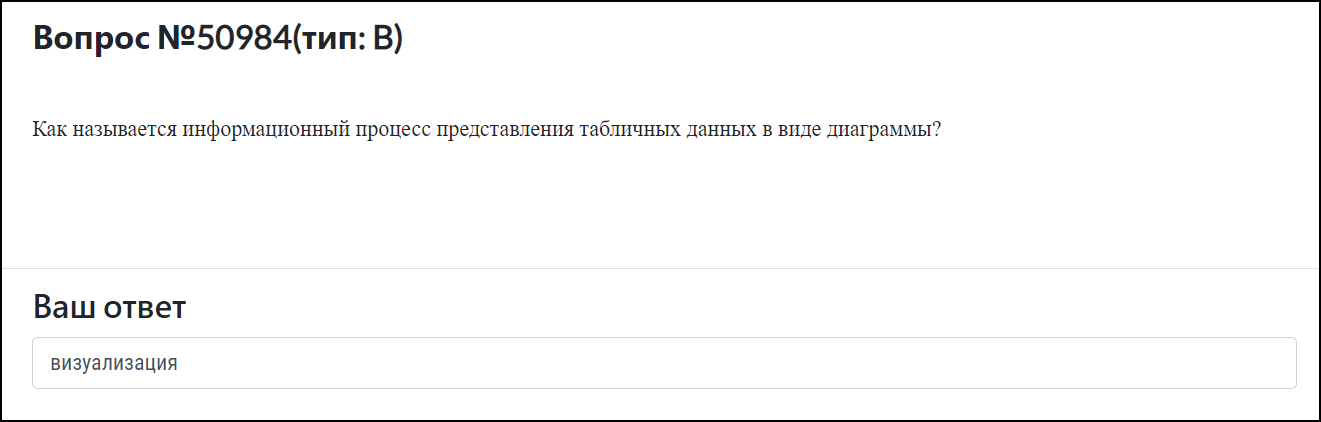 Вопрос №50984(тип: B)
Как называется информационный процесс представления табличных данных в виде диаграммы?
Ваш ответ
визуализация